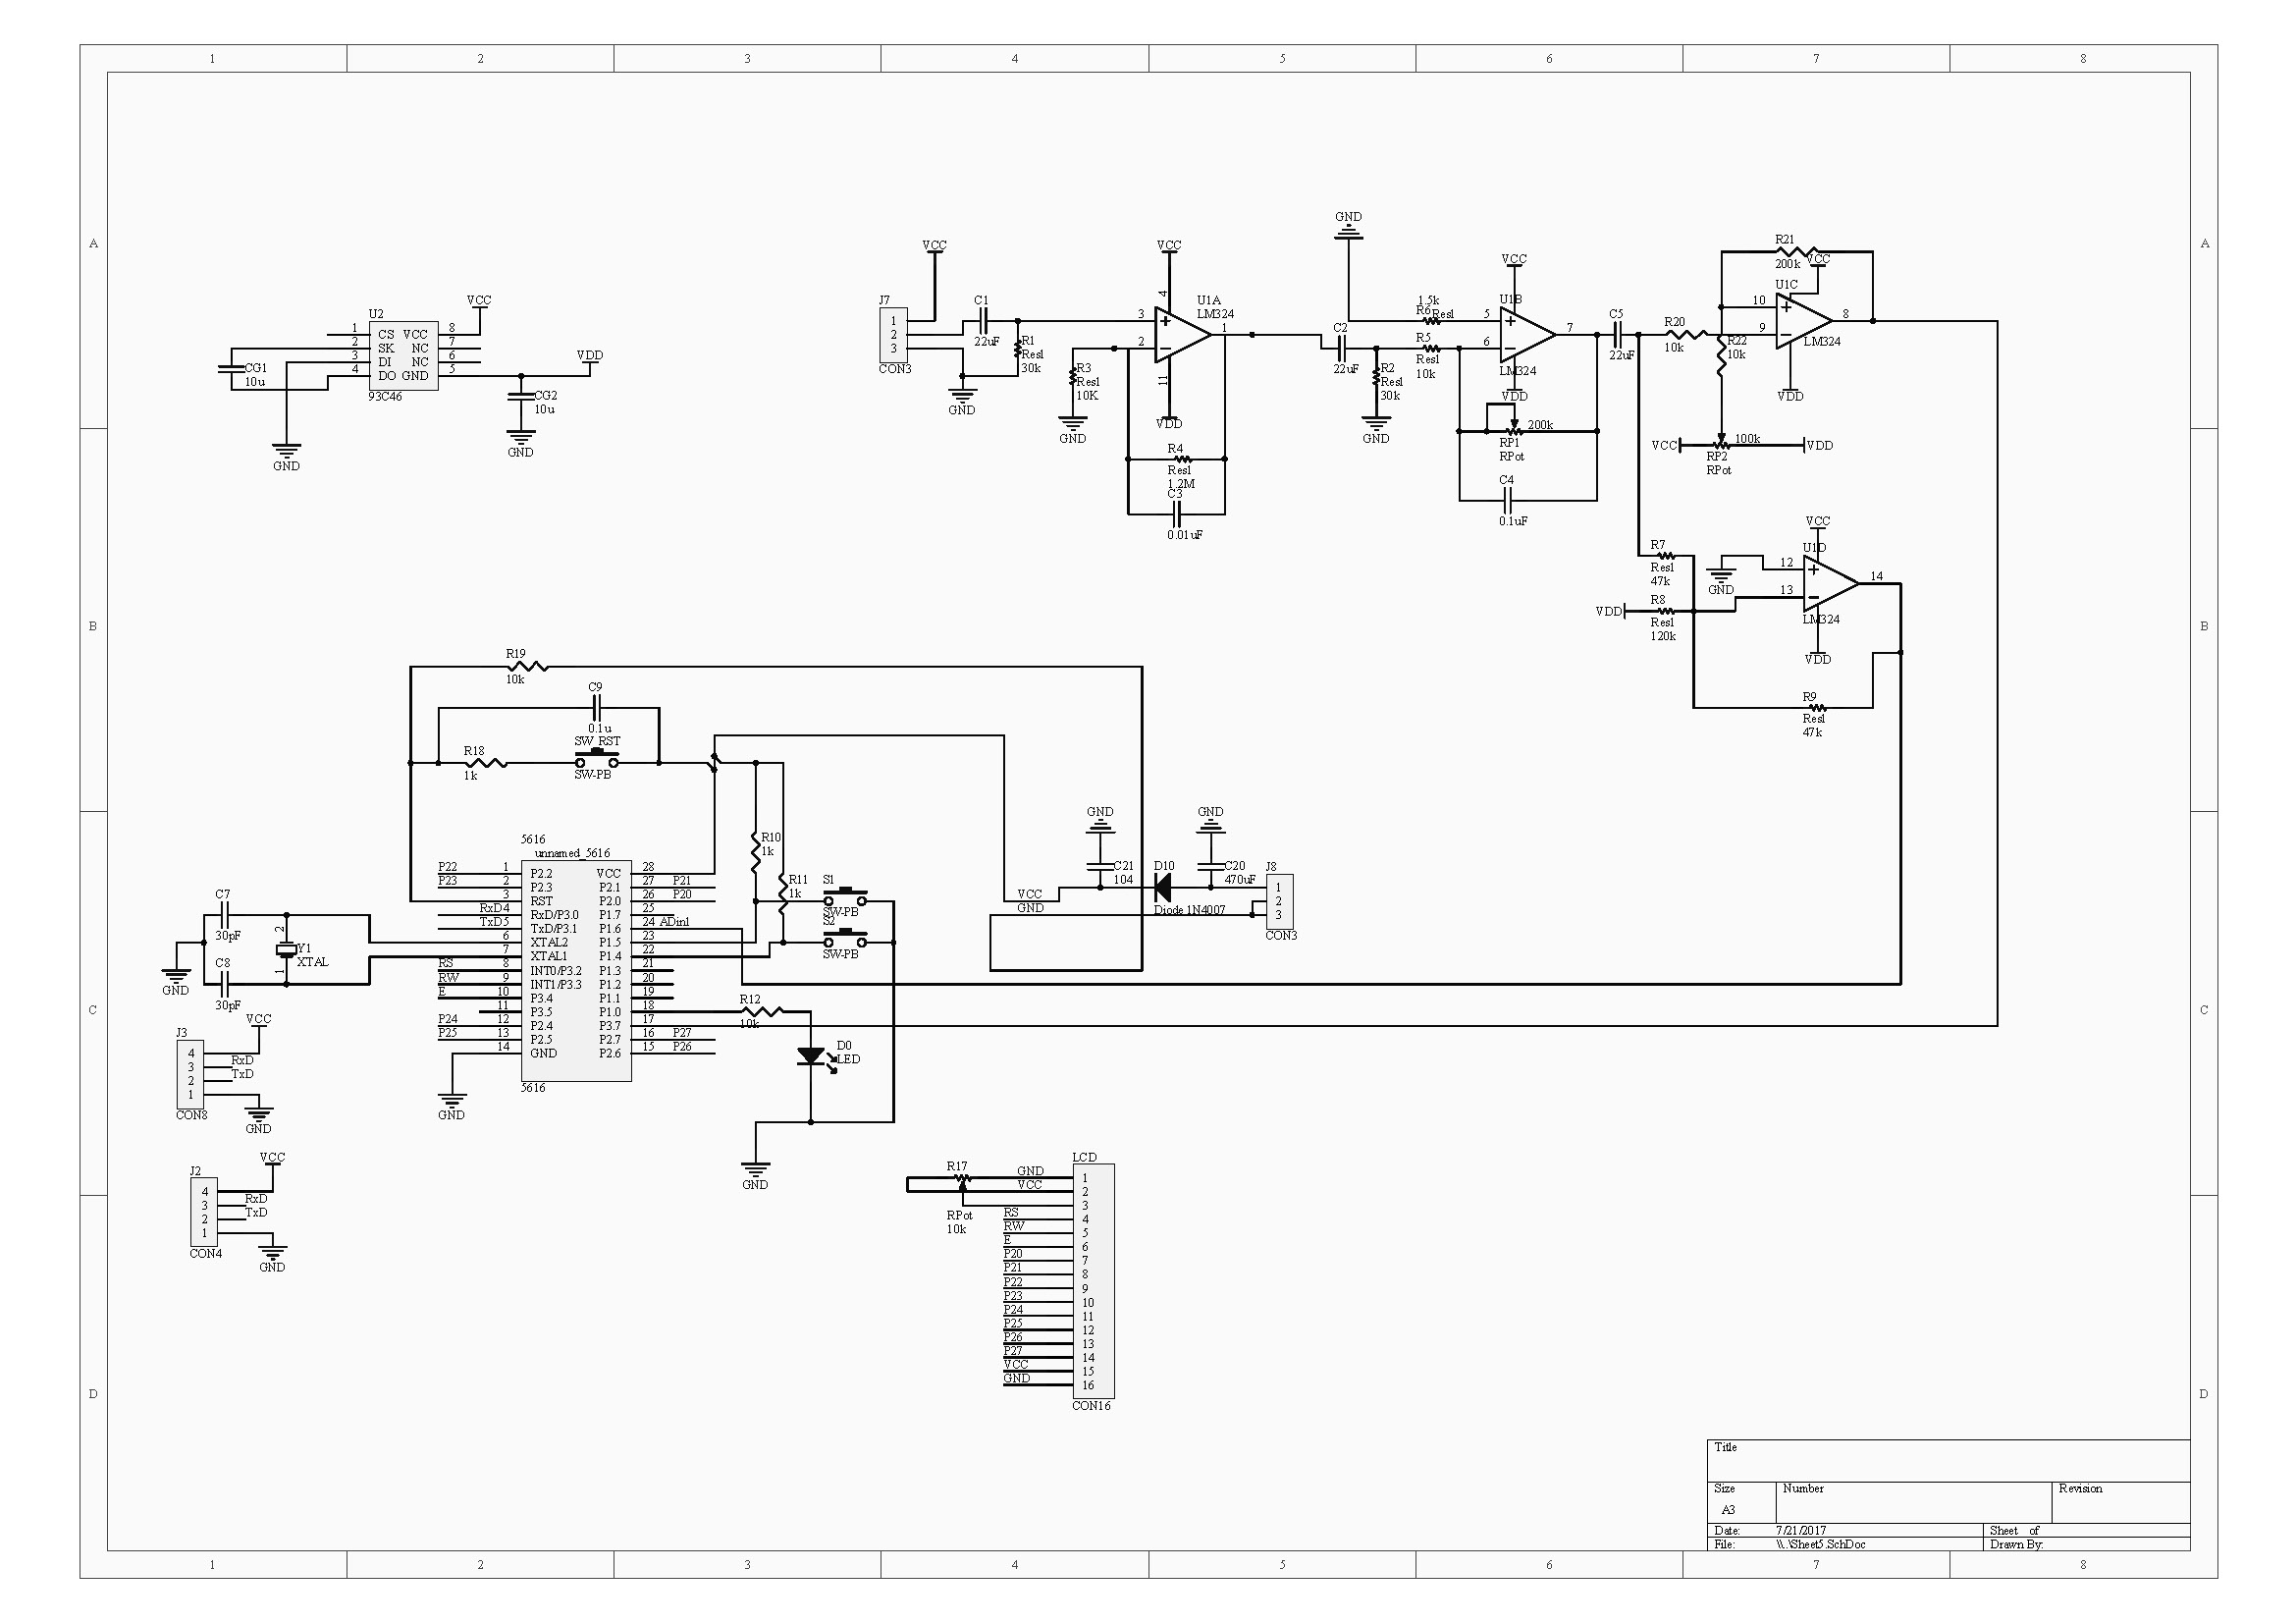 1 2 3 4 5 6 7 8
A A
GND
R21
VCC VCC 200k VCC
VCC
U1C
J7 C1 4 U1A LM324 1.5k U1B 10
VCC
U2
1 CS VCC 8
2 SK NC 7
3 DI NC 6
4 DO GND 5
VDD
93C46
CG1
10u
CG2
10u
GND
GND
1
2
3
CON3
22uF
R1
Res1
30k
GND
3
2
1
11
VDD
R3
Res1
10K
GND
R4
Res1
1.2M
C3
0.01uF
C2
22uF
R2
Res1
30k
GND
R6
Res1
R5
Res1
10k
5
6
7
LM324
VDD
200k
RP1
RPot
C4
0.1uF
C5
22uF
R20
10k
R22
10k
9
8
LM324
VDD
VCC 100k VDD
RP2
RPot
VCC
U1D
R7
Res1
47k
GND
12
13
14
VDD
R8
Res1
120k
LM324
VDD
R9
Res1
47k
B B
R19
10k
C9
0.1u
SW RST
R18
1k
SW-PB
5616
unnamed_5616
P22 1 P2.2 VCC 28
P23 2 P2.3 P2.1 27 P21
3 RST P2.0 26 P20
RxD 4 RxD/P3.0 P1.7 25
TxD 5 TxD/P3.1 P1.6 24 ADin1
6 XTAL2 P1.5 23
7 XTAL1 P1.4 22
RS 8 INT0/P3.2 P1.3 21
RW 9 INT1/P3.3 P1.2 20
E 10 P3.4 P1.1 19
11 P3.5 P1.0 18
P24 12 P2.4 P3.7 17
P25 13 P2.5 P2.7 16 P27
14 GND P2.6 15 P26
5616
GND
R10
1k
R11
1k
S1
SW-PB
S2
SW-PB
R12
10k
D0
LED
GND
GND GND
C21
104
D10
Diode 1N4007
C20
470uF
J8
1
2
3
CON3
VCC
GND
C7
30pF
2
Y1
XTAL
1
C8
30pF
GND
C C
VCC
J3
4
3 RxD
2 TxD
1
CON8
GND
VCC
J2
4
3 RxD
2 TxD
1
CON4
GND
LCD
R17
RPot
10k
GND 1
VCC 2
3
RS 4
RW 5
E 6
P20 7
P21 8
P22 9
P23 10
P24 11
P25 12
P26 13
P27 14
VCC 15
GND 16
CON16
D D
Title
Size Number Revision
A3
Date: 7/21/2017 Sheet of
File: \\.\Sheet5.SchDoc Drawn By:
1 2 3 4 5 6 7 8